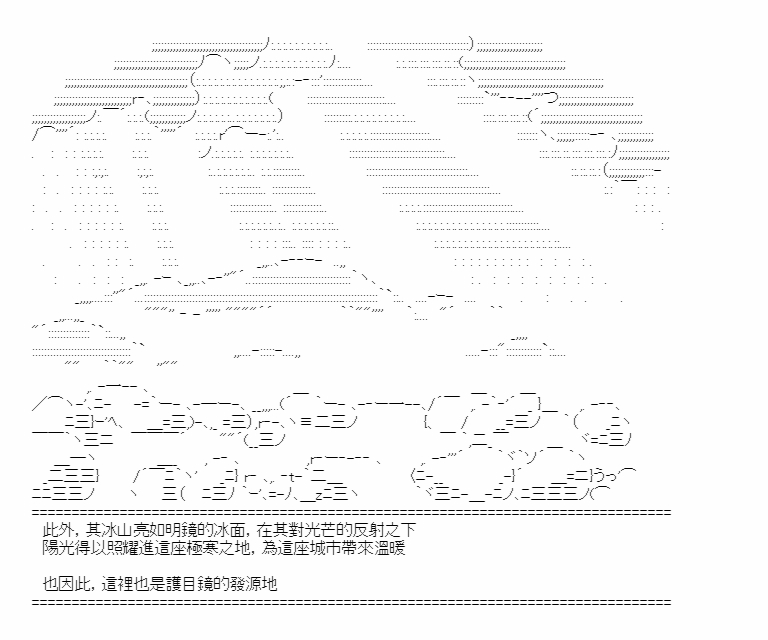 此外, 其冰山亮如明鏡的冰面, 在其對光芒的反射之下
陽光得以照耀進這座極寒之地, 為這座城市帶來溫暖
也因此, 這裡也是護目鏡的發源地